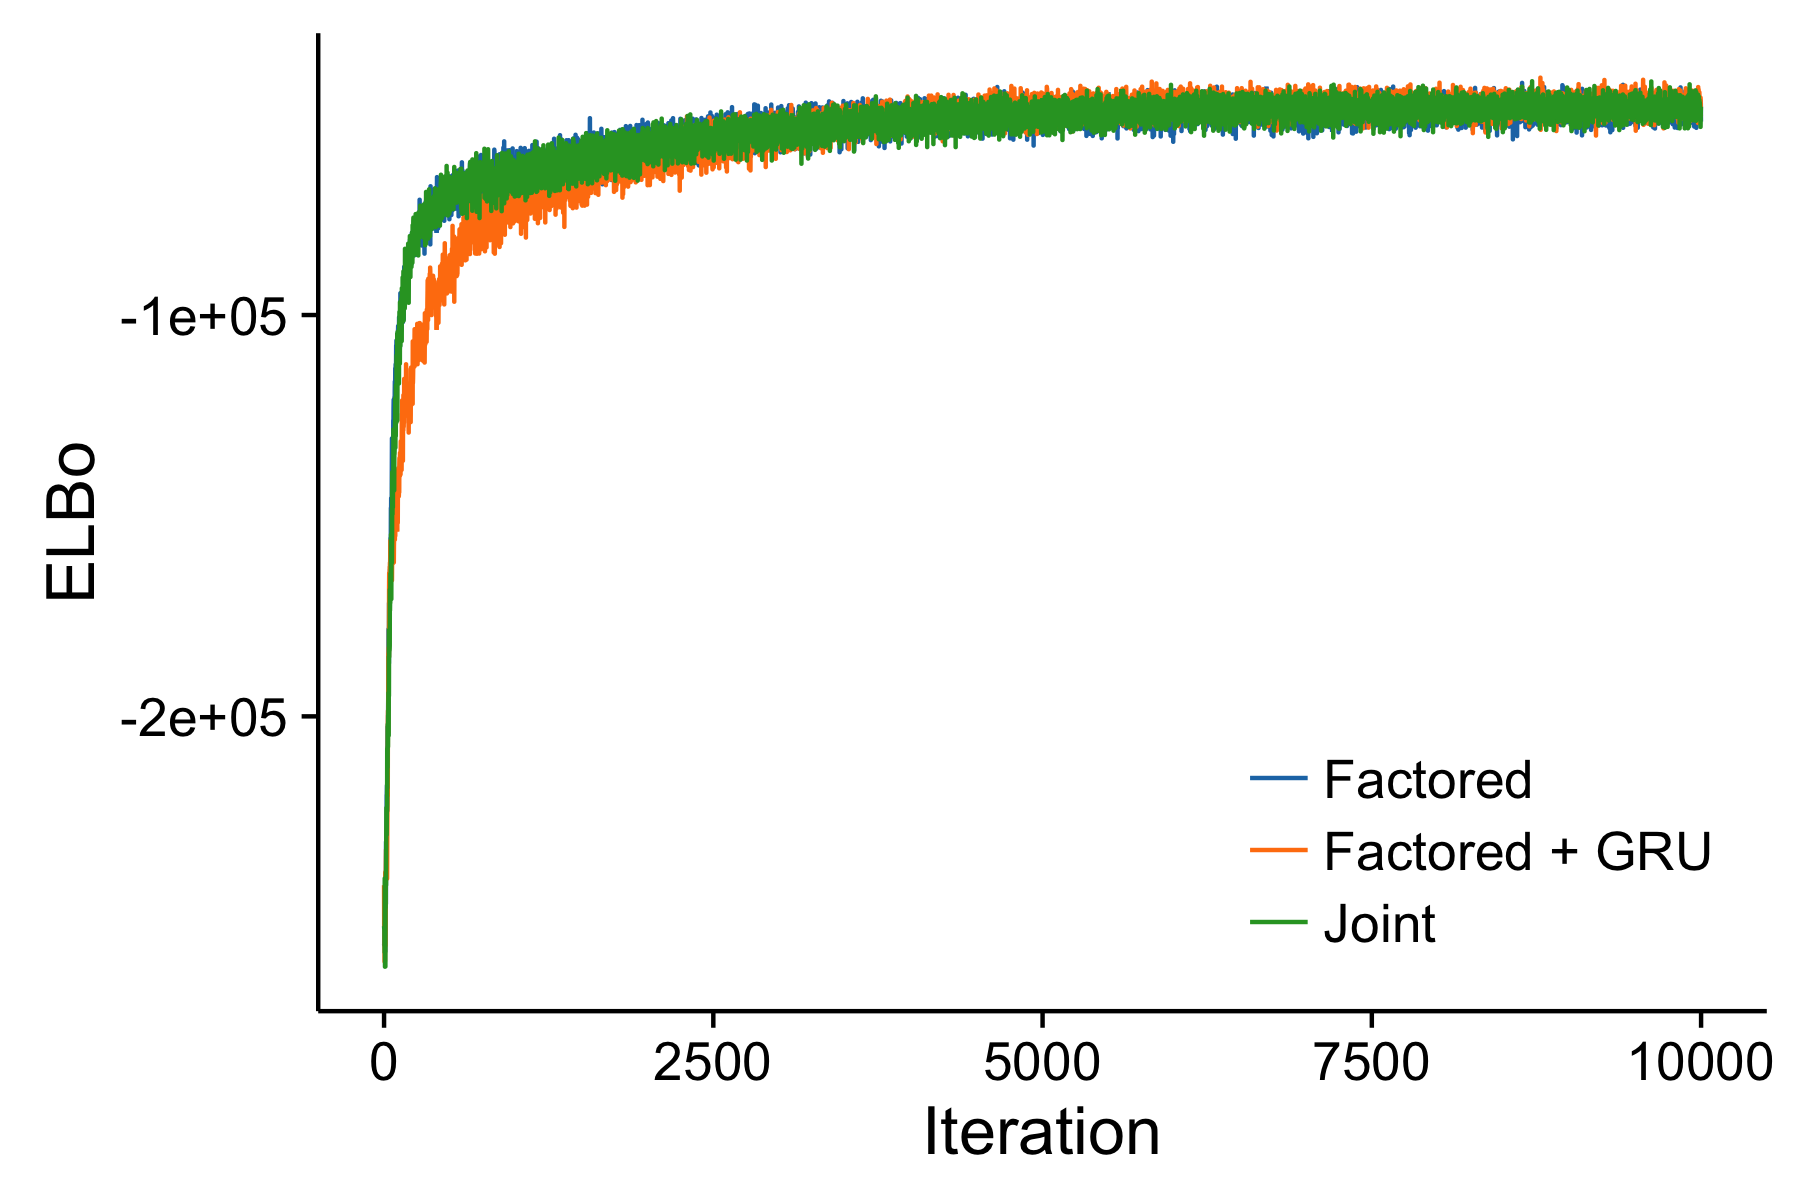 ELBo
-1e+05
-2e+05
Factored
Factored + GRU
Joint
0 2500 5000 7500 10000
Iteration